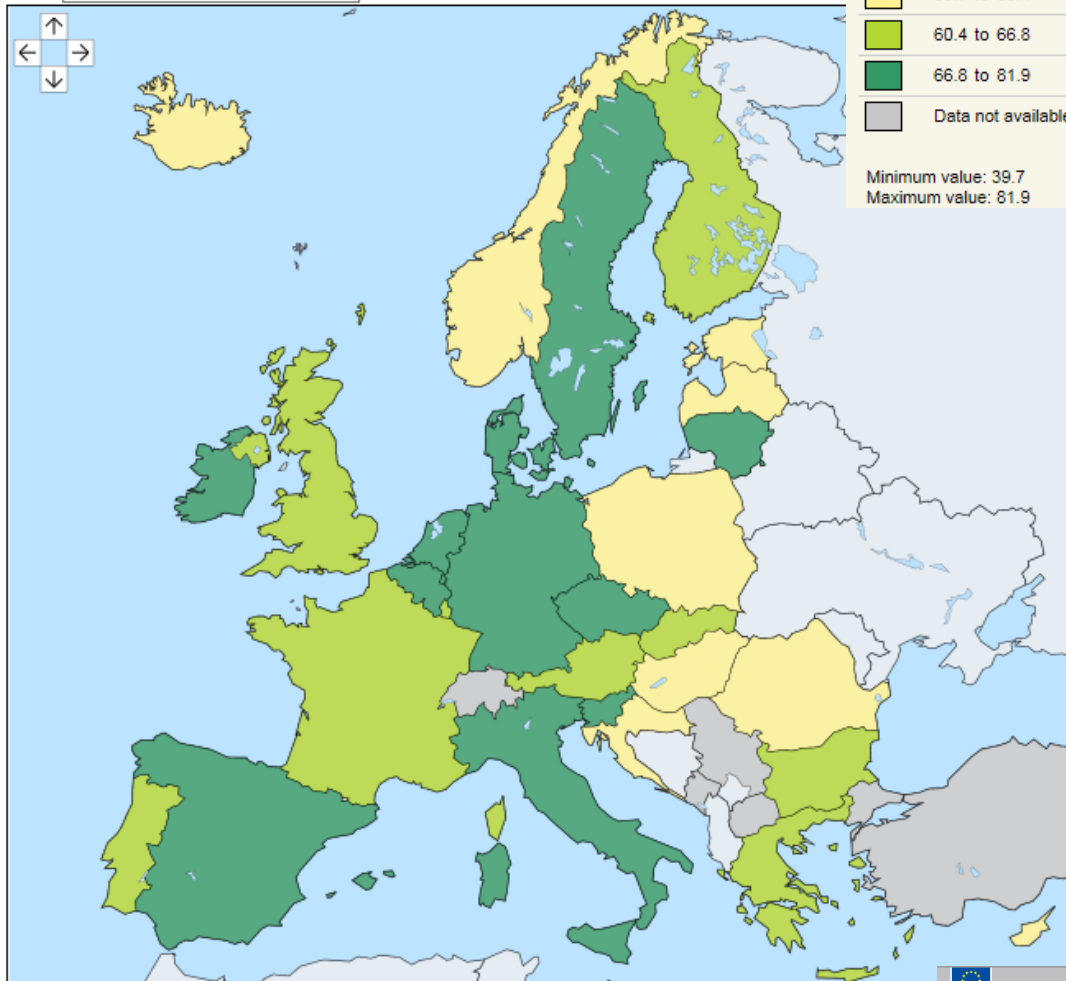 60.4 to 66.8
66.8 to 81.9
Data not available
Minimum value: 39.7
Maximum value: 81.9